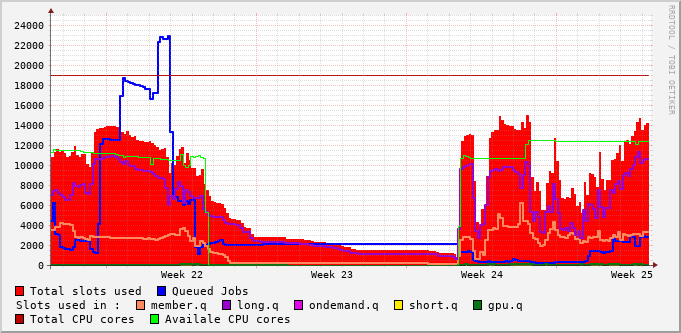 RRDTOOL / TOBI OETIKER
24000
22000
20000
18000
16000
14000
12000
10000
8000
6000
4000
2000
0
Week 22 Week 23 Week 24 Week 25
Total slots used Queued Jobs
Slots used in : member.q long.q ondemand.q short.q gpu.q
Total CPU cores Availale CPU cores